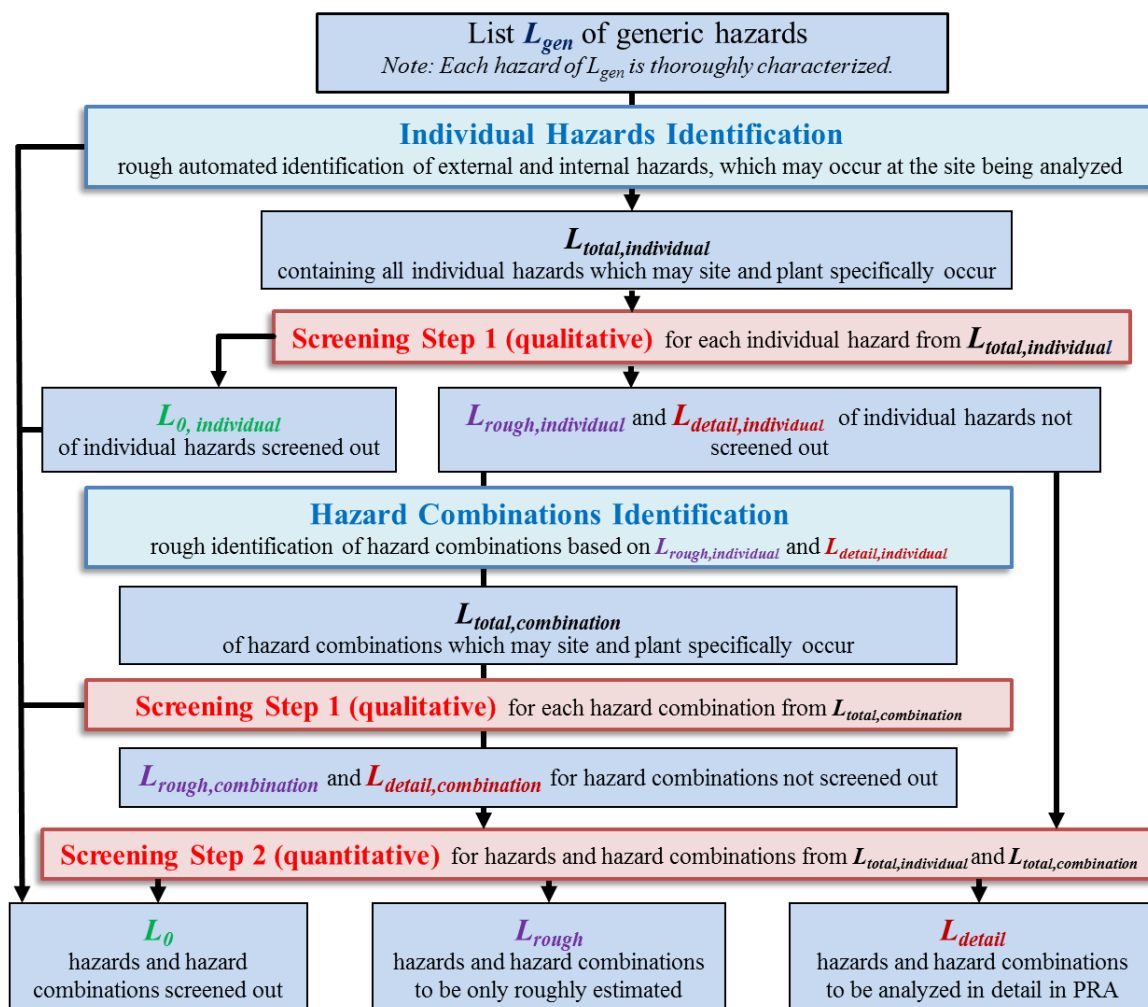 List L_gen of generic hazards
Note: Each hazard of L_gen is thoroughly characterized.
Individual Hazards Identification
rough automated identification of external and internal hazards, which may occur at the site being analyzed
L_total,individual
containing all individual hazards which may site and plant specifically occur
Screening Step 1 (qualitative) for each individual hazard from L_total,individual
L_0, individual
of individual hazards screened out
L_rough,individual and L_detail,individual of individual hazards not
screened out
Hazard Combinations Identification
rough identification of hazard combinations based on L_rough,individual and L_detail,individual
L_total,combination
of hazard combinations which may site and plant specifically occur
Screening Step 1 (qualitative) for each hazard combination from L_total,combination
L_rough,combination and L_detail,combination for hazard combinations not screened out
Screening Step 2 (quantitative) for hazards and hazard combinations from L_total,individual and L_total,combination
L_0
hazards and hazard
combinations screened out
L_rough
hazards and hazard combinations
to be only roughly estimated
L_detail
hazards and hazard combinations
to be analyzed in detail in PRA